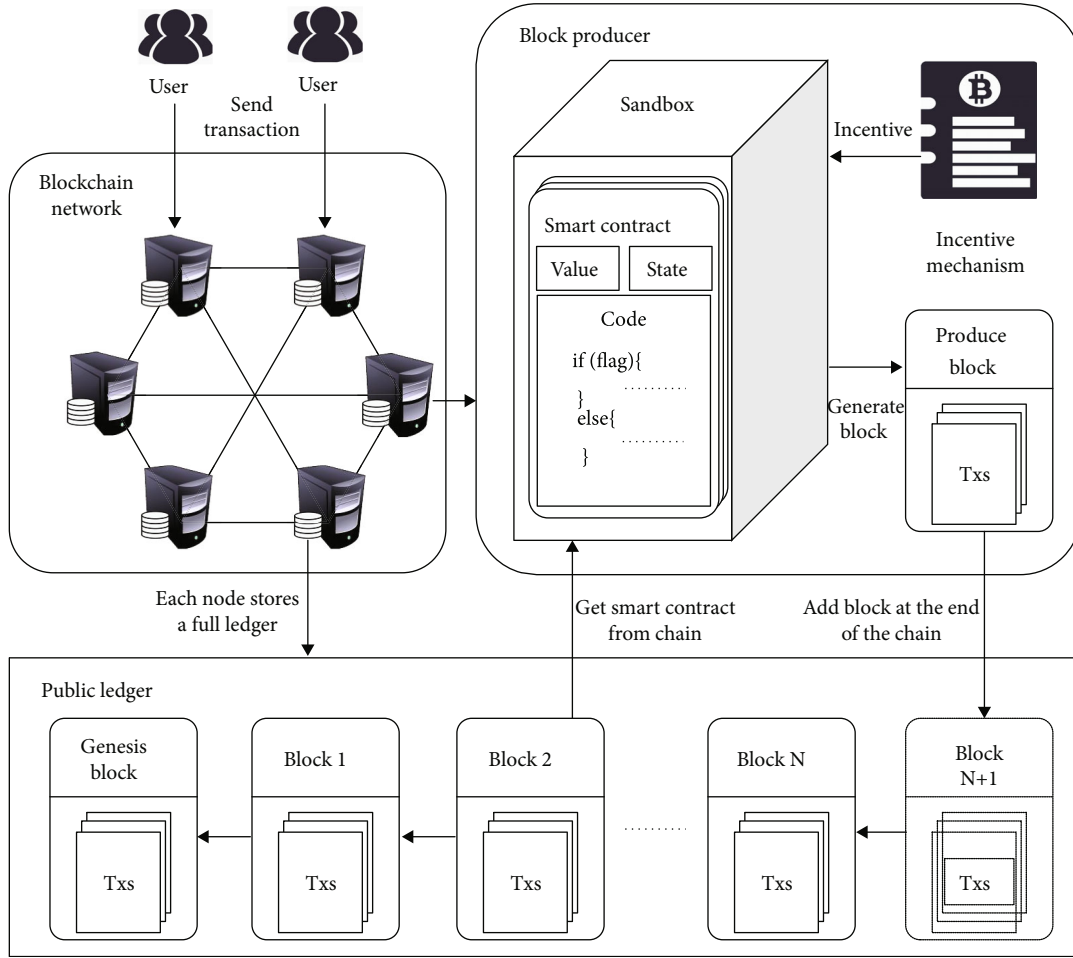 User
User
Send
transaction
Blockchain
network
Block producer
Sandbox
Smart contract
Value
State
Code
if (flag){
..........
}
else{
..........
}
Incentive
Incentive
mechanism
Generate
block
Produce
block
Txs
Each node stores
a full ledger
Get smart contract
from chain
Add block at the end
of the chain
Public ledger
Genesis
block
Txs
Block 1
Txs
Block 2
Txs
..........
Block N
Txs
Block
N+1
Txs